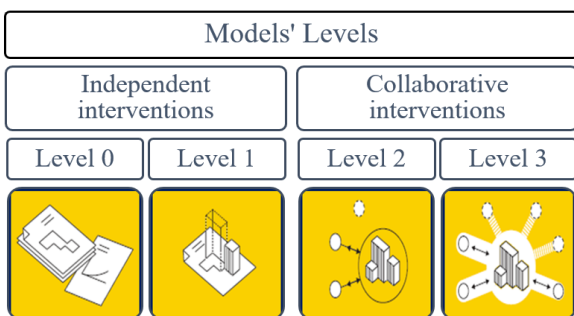 Models' Levels
Independent
interventions
Collaborative
interventions
Level 0
Level 1
Level 2
Level 3